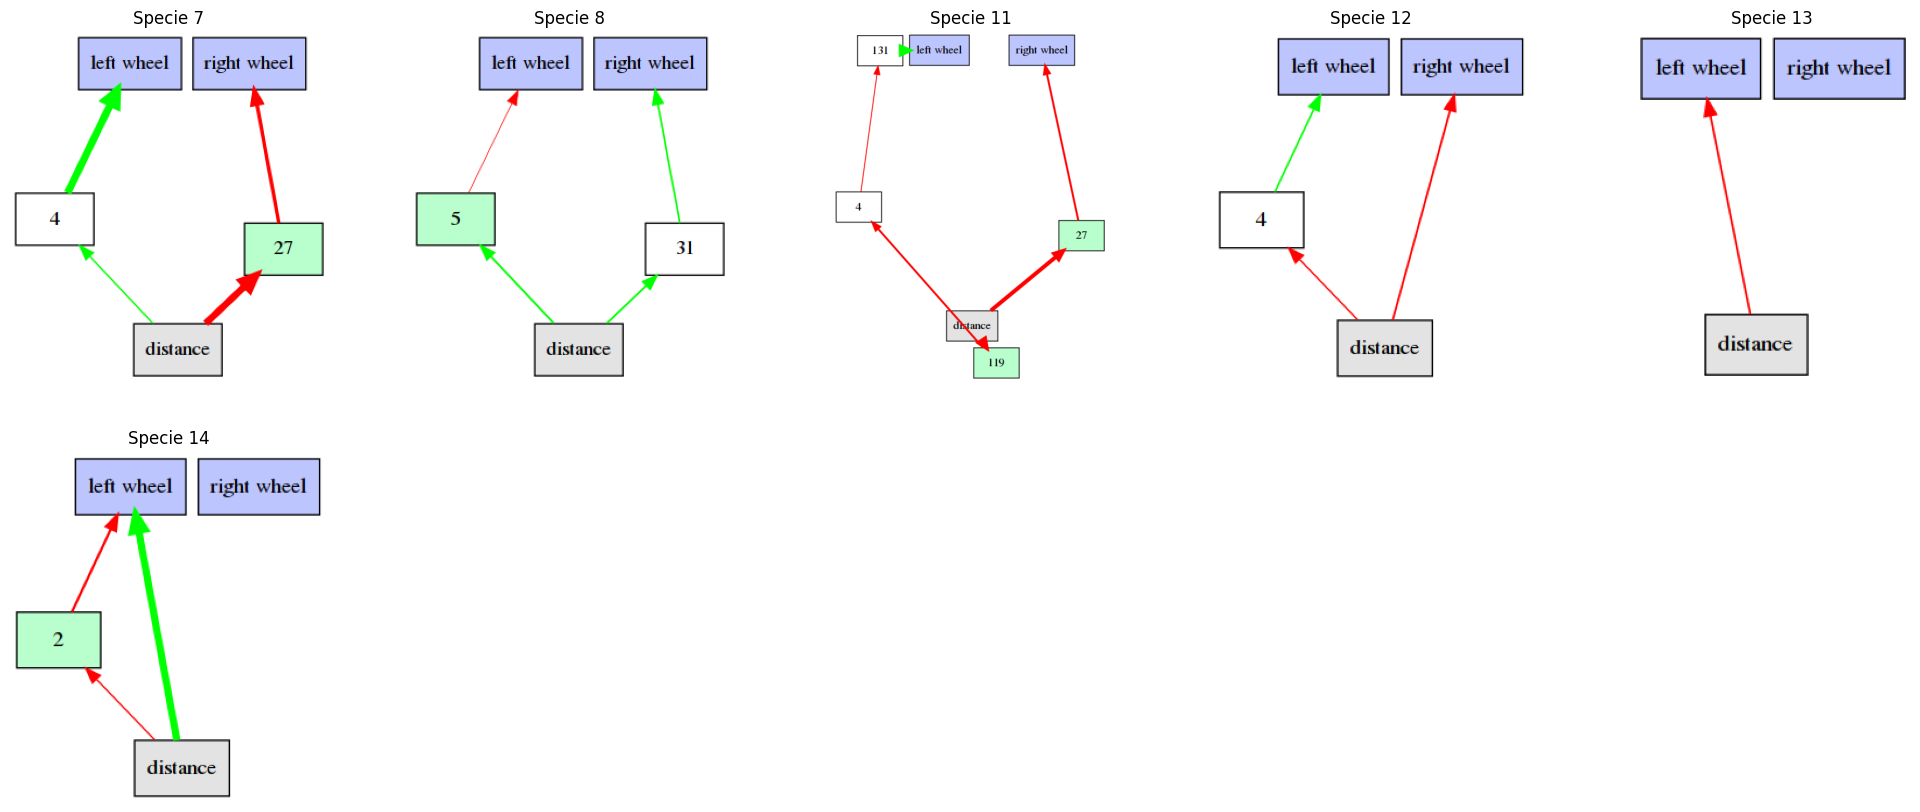 Specie 7
left wheel
right wheel
4
27
distance
Specie 8
left wheel
right wheel
5
31
distance
Specie 11
131
left wheel
right wheel
4
27
distance
119
Specie 12
left wheel
right wheel
4
distance
Specie 13
left wheel
right wheel
distance
Specie 14
left wheel
right wheel
2
distance